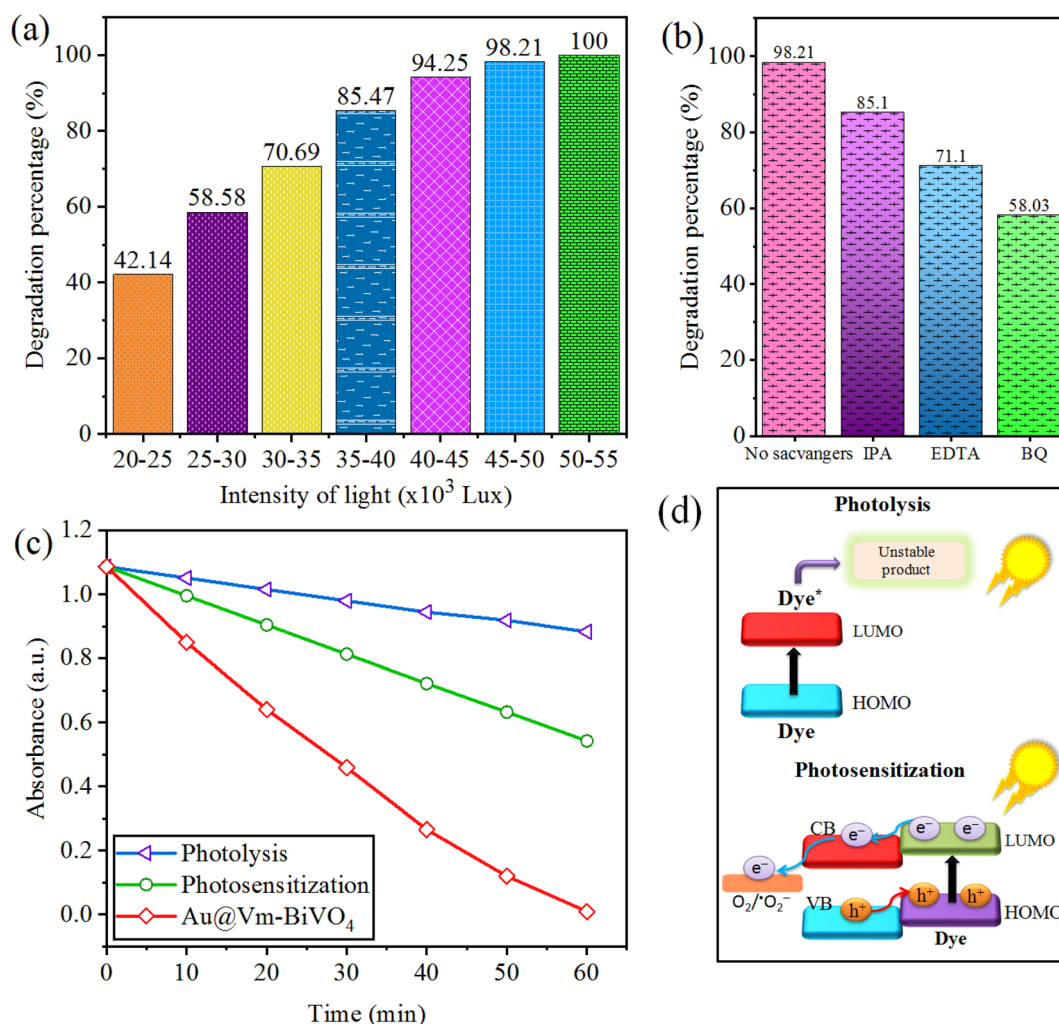 (a)
Degradation percentage (%)
100
80
60
40
20
0
42.14
58.58
70.69
85.47
94.25
98.21
100
20-25 25-30 30-35 35-40 40-45 45-50 50-55
Intensity of light (x10³ Lux)
(b)
Degradation percentage (%)
100
80
60
40
20
0
98.21
85.1
71.1
58.03
No sacvangers IPA EDTA BQ
(c)
Absorbance (a.u.)
1.2
1.0
0.8
0.6
0.4
0.2
0.0
Photolysis
Photosensitization
Au@Vm-BiVO₄
0 10 20 30 40 50 60
Time (min)
(d)
Photolysis
Unstable
product
Dye*
LUMO
HOMO
Dye
Photosensitization
CB e⁻ e⁻ e⁻ LUMO
e⁻
O₂/•O₂⁻
VB h⁺ h⁺ h⁺ HOMO
Dye